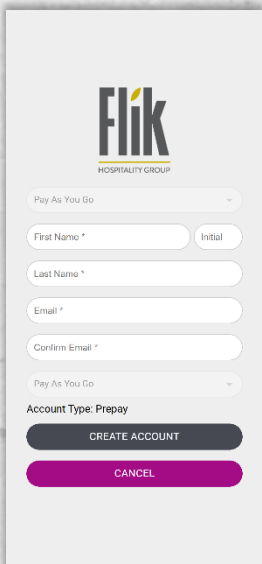 Flik
HOSPITALITY GROUP
Pay As You Go
First Name * Initial
Last Name *
Email *
Confirm Email *
Pay As You Go
Account Type: Prepay
CREATE ACCOUNT
CANCEL